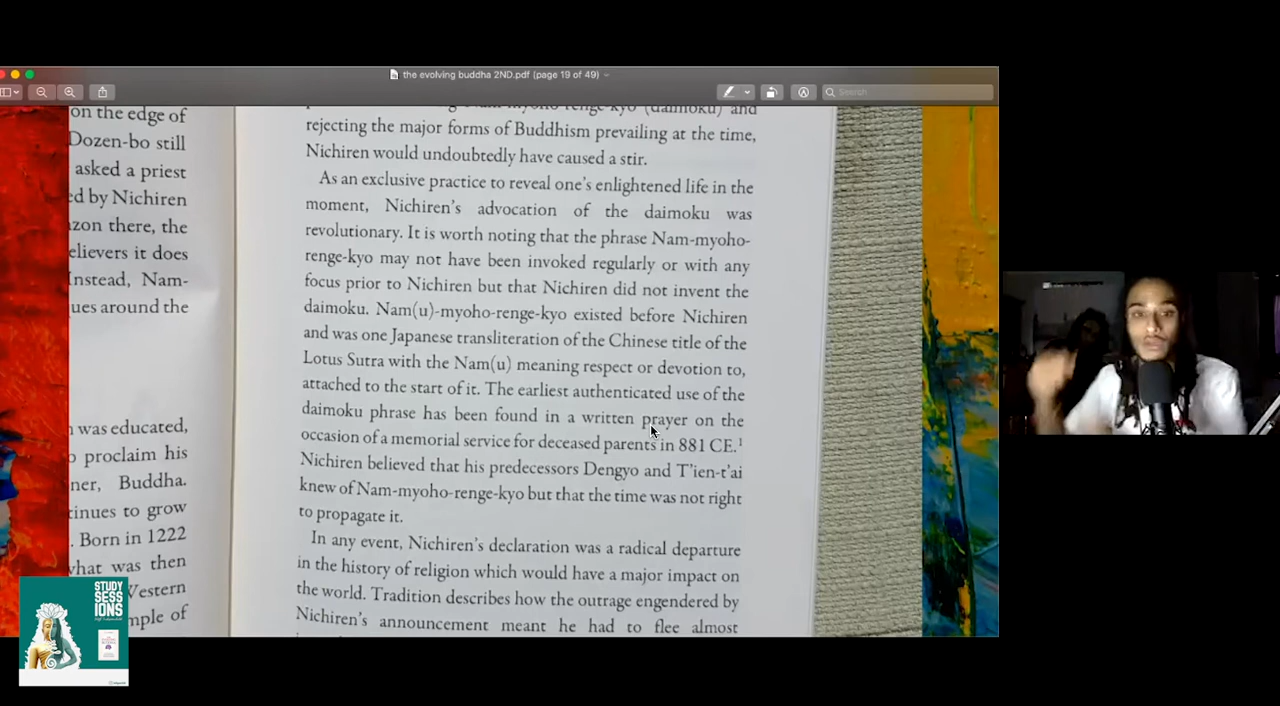 the evolving buddha 2ND.pdf (page 19 of 49)
Search
on the edge of
Dozen-bo still
asked a priest
ed by Nichiren
zon there, the
elievers it does
Instead, Nam-
ues around the
was educated,
proclaim his
ner, Buddha.
tinues to grow
. Born in 1222
what was then
Western
mple of
(daimoku) and
rejecting the major forms of Buddhism prevailing at the time,
Nichiren would undoubtedly have caused a stir.
As an exclusive practice to reveal one's enlightened life in the
moment, Nichiren's advocation of the daimoku was
revolutionary. It is worth noting that the phrase Nam-myoho-
renge-kyo may not have been invoked regularly or with any
focus prior to Nichiren but that Nichiren did not invent the
daimoku. Nam(u)-myoho-renge-kyo existed before Nichiren
and was one Japanese transliteration of the Chinese title of the
Lotus Sutra with the Nam(u) meaning respect or devotion to,
attached to the start of it. The earliest authenticated use of the
daimoku phrase has been found in a written prayer on the
occasion of a memorial service for deceased parents in 881 CE.¹
Nichiren believed that his predecessors Dengyo and T'ien-t'ai
knew of Nam-myoho-renge-kyo but that the time was not right
to propagate it.
In any event, Nichiren's declaration was a radical departure
in the history of religion which would have a major impact on
the world. Tradition describes how the outrage engendered by
Nichiren's announcement meant he had to flee almost
STUDY
SESS
IONS